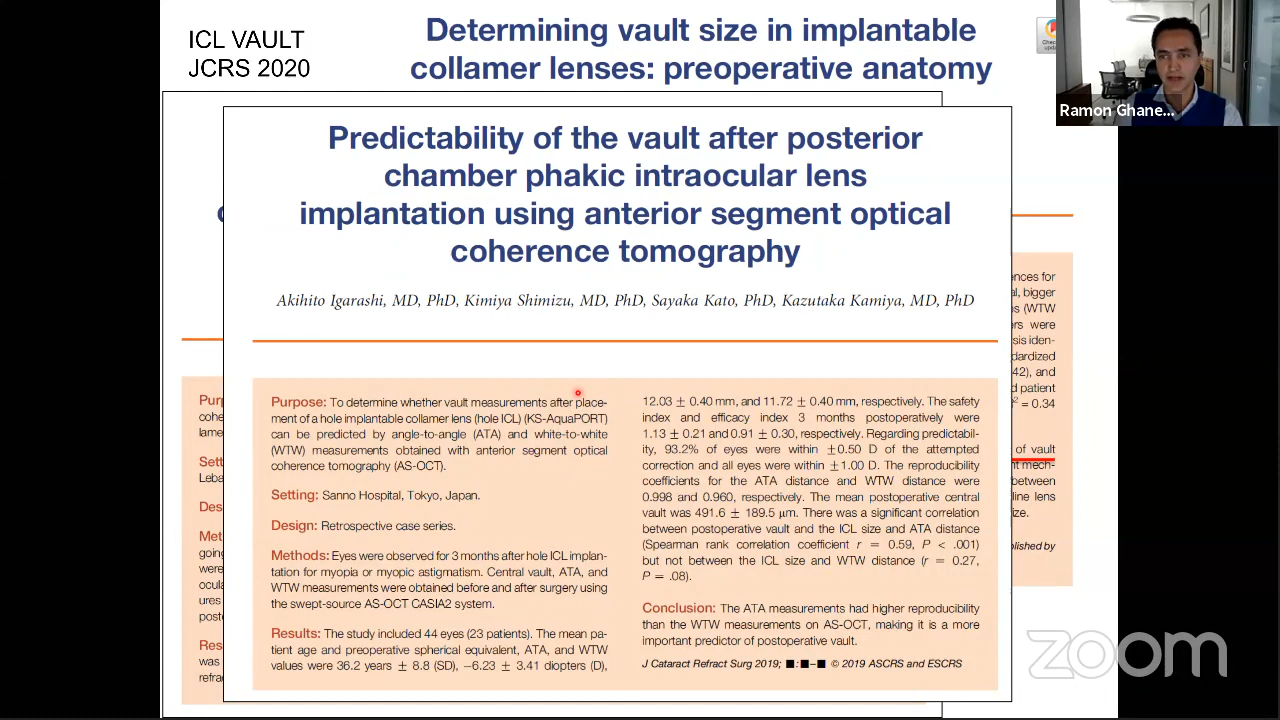 ICL VAULT
JCRS 2020
Determining vault size in implantable
collamer lenses: preoperative anatomy
Ramon Ghane...
Predictability of the vault after posterior
chamber phakic intraocular lens
implantation using anterior segment optical
coherence tomography
Akihito Igarashi, MD, PhD, Kimiya Shimizu, MD, PhD, Sayaka Kato, PhD, Kazutaka Kamiya, MD, PhD
Purpose: To determine whether vault measurements after place-
ment of a hole implantable collamer lens (hole ICL) (KS-AquaPORT)
can be predicted by angle-to-angle (ATA) and white-to-white
(WTW) measurements obtained with anterior segment optical
coherence tomography (AS-OCT).
Setting: Sanno Hospital, Tokyo, Japan.
Design: Retrospective case series.
Methods: Eyes were observed for 3 months after hole ICL implan-
tation for myopia or myopic astigmatism. Central vault, ATA, and
WTW measurements were obtained before and after surgery using
the swept-source AS-OCT CASIA2 system.
Results: The study included 44 eyes (23 patients). The mean pa-
tient age and preoperative spherical equivalent, ATA, and WTW
values were 36.2 years ± 8.8 (SD), −6.23 ± 3.41 diopters (D),
12.03 ± 0.40 mm, and 11.72 ± 0.40 mm, respectively. The safety
index and efficacy index 3 months postoperatively were
1.13 ± 0.21 and 0.91 ± 0.30, respectively. Regarding predictabil-
ity, 93.2% of eyes were within ±0.50 D of the attempted
correction and all eyes were within ±1.00 D. The reproducibility
coefficients for the ATA distance and WTW distance were
0.998 and 0.960, respectively. The mean postoperative central
vault was 491.6 ± 189.5 μm. There was a significant correlation
between postoperative vault and the ICL size and ATA distance
(Spearman rank correlation coefficient r = 0.59, P < .001)
but not between the ICL size and WTW distance (r = 0.27,
P = .08).
Conclusion: The ATA measurements had higher reproducibility
than the WTW measurements on AS-OCT, making it is a more
important predictor of postoperative vault.
J Cataract Refract Surg 2019; ■:■–■ © 2019 ASCRS and ESCRS
zoom